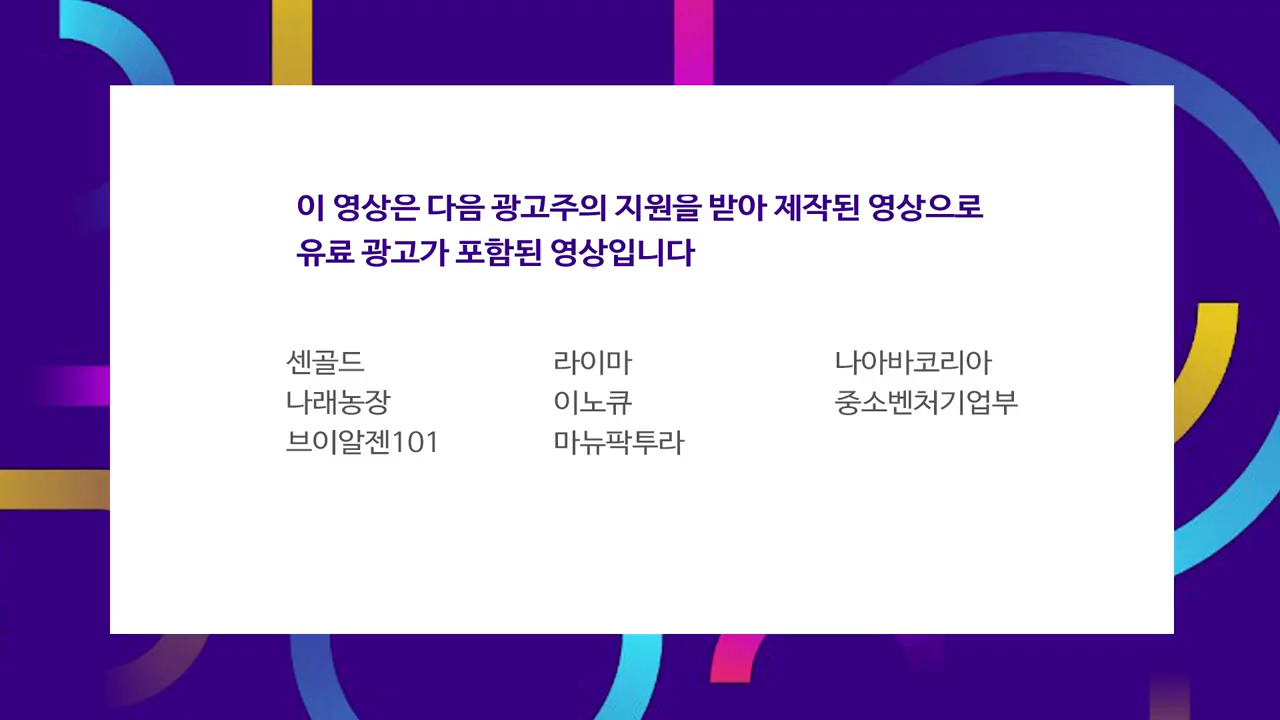 이 영상은 다음 광고주의 지원을 받아 제작된 영상으로
유료 광고가 포함된 영상입니다
센골드 라이마 나아바코리아
나래농장 이노큐 중소벤처기업부
브이알젠101 마뉴팍투라